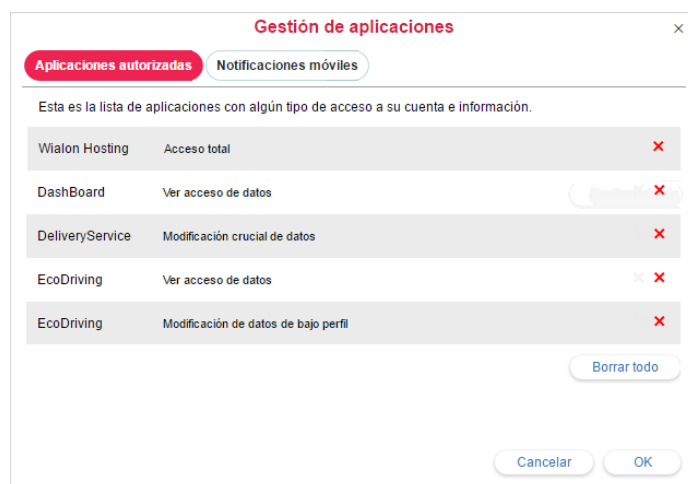 Gestión de aplicaciones
Aplicaciones autorizadas Notificaciones móviles
Esta es la lista de aplicaciones con algún tipo de acceso a su cuenta e información.
Wialon Hosting Acceso total
DashBoard Ver acceso de datos
DeliveryService Modificación crucial de datos
EcoDriving Ver acceso de datos
EcoDriving Modificación de datos de bajo perfil
Borrar todo
Cancelar OK